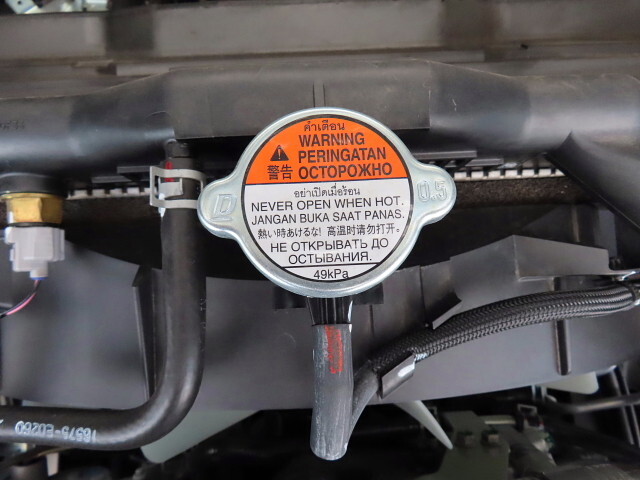 คำเตือน
WARNING
PERINGATAN
警告 ОСТОРОЖНО
อย่าเปิดเมื่อร้อน
NEVER OPEN WHEN HOT.
JANGAN BUKA SAAT PANAS.
熱い時あけるな! 高温时请勿打开。
НЕ ОТКРЫВАТЬ ДО
ОСТЫВАНИЯ.
49kPa
D
0.5
16575-E0260